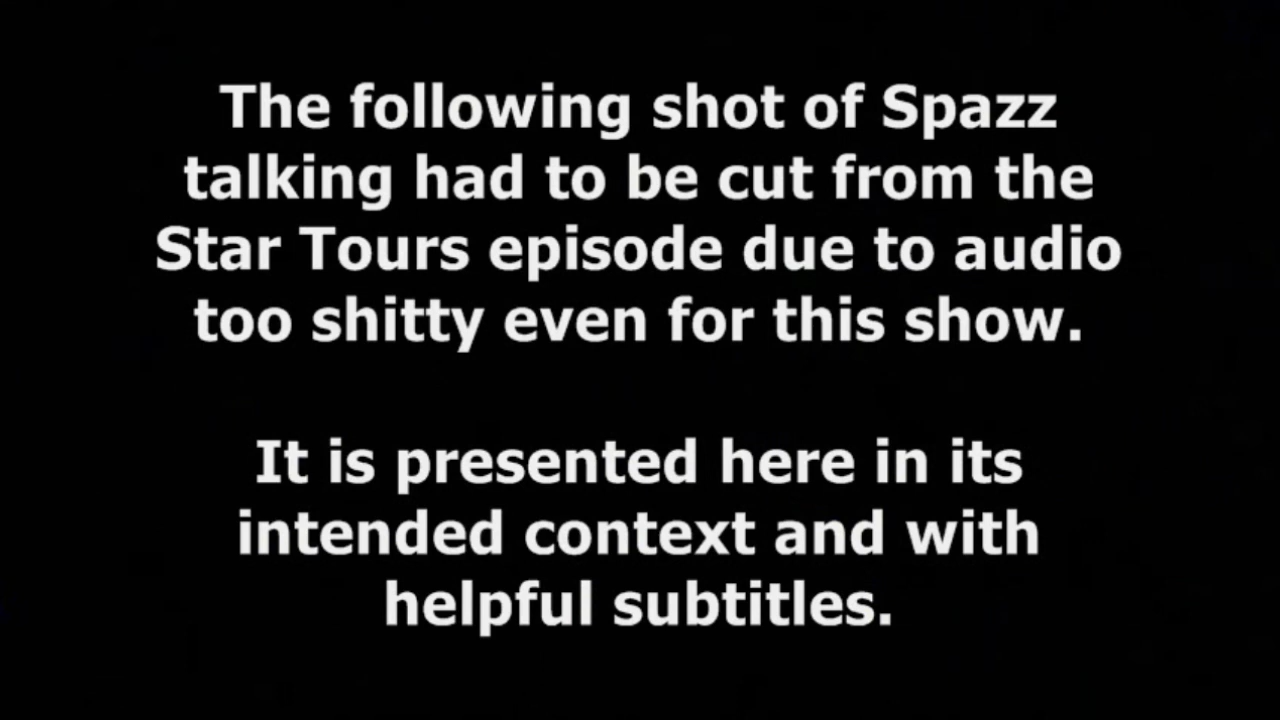 The following shot of Spazz
talking had to be cut from the
Star Tours episode due to audio
too shitty even for this show.
It is presented here in its
intended context and with
helpful subtitles.